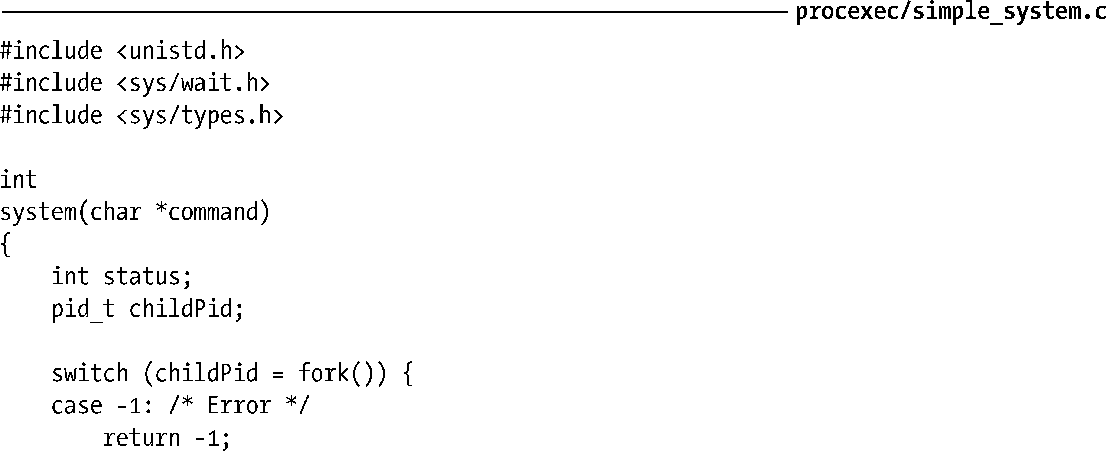 procexec/simple_system.c
#include <unistd.h>
#include <sys/wait.h>
#include <sys/types.h>
int
system(char *command)
{
    int status;
    pid_t childPid;
    switch (childPid = fork()) {
    case -1: /* Error */
        return -1;